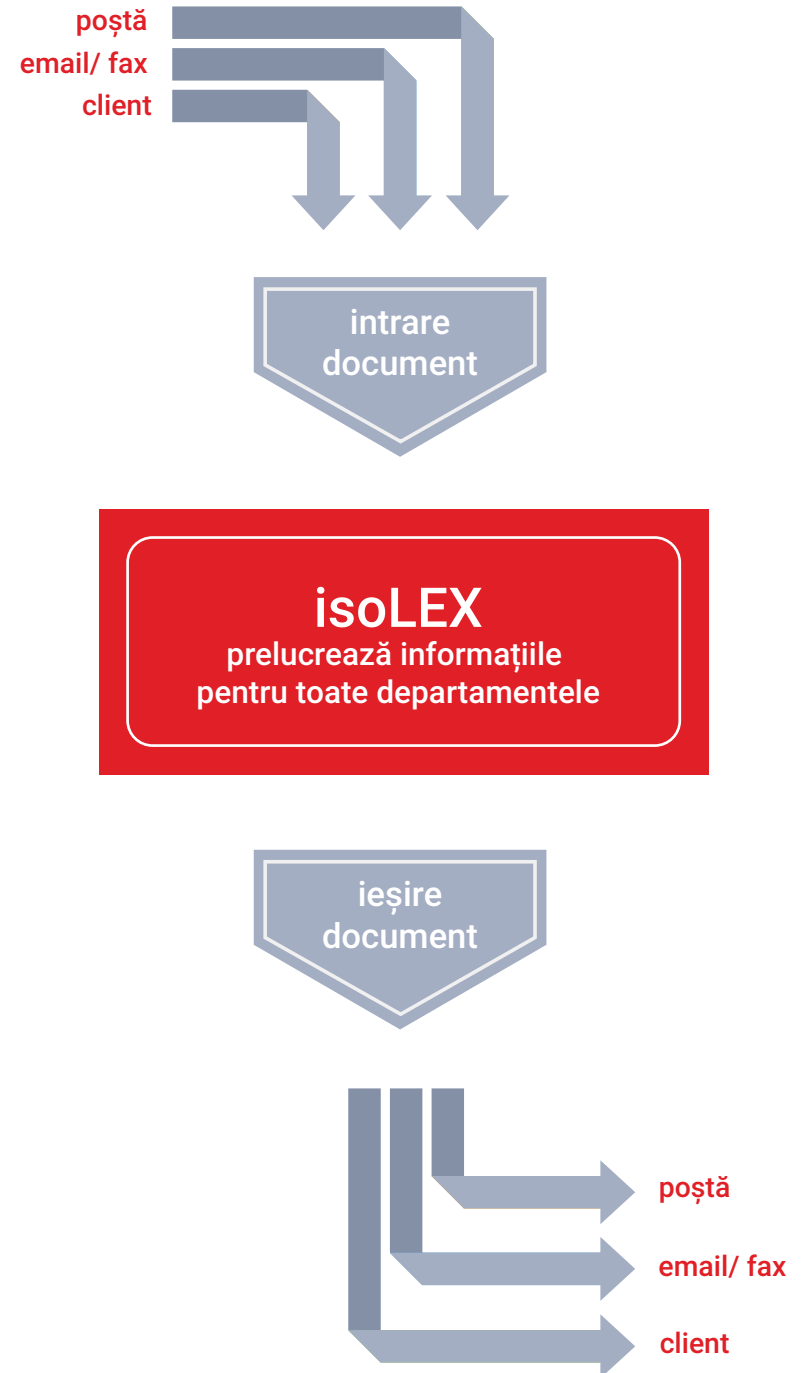 poștă
email/ fax
client
intrare
document
isoLEX
prelucrează informațiile
pentru toate departamentele
ieșire
document
poștă
email/ fax
client